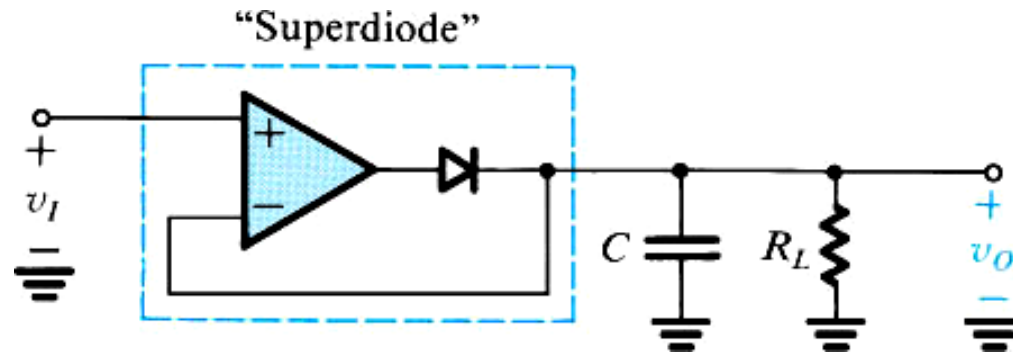 “Superdiode”
+
+
v_I
−
−
C
R_L
+
v_O
−